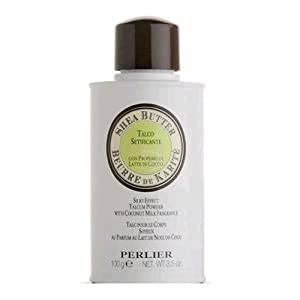 SHEA BUTTER
TALCO
SETIFICANTE
CON PROFUMO DI
LATTE DI COCCO
BEURRE DE KARITÉ
SILKY EFFECT
TALCUM POWDER
WITH COCONUT MILK FRAGRANCE
TALC POUR LE CORPS
SOYEUX
AU PARFUM AU LAIT DE NOIX DE COCO
PERLIER
100 g ℮ NET. WT 3.5 oz.